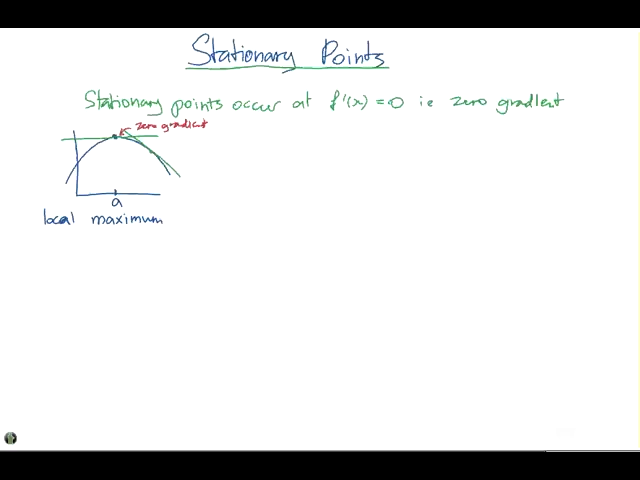 Stationary Points
Stationary points occur at f'(x) = 0 ie zero gradient
zero gradient
a
local maximum